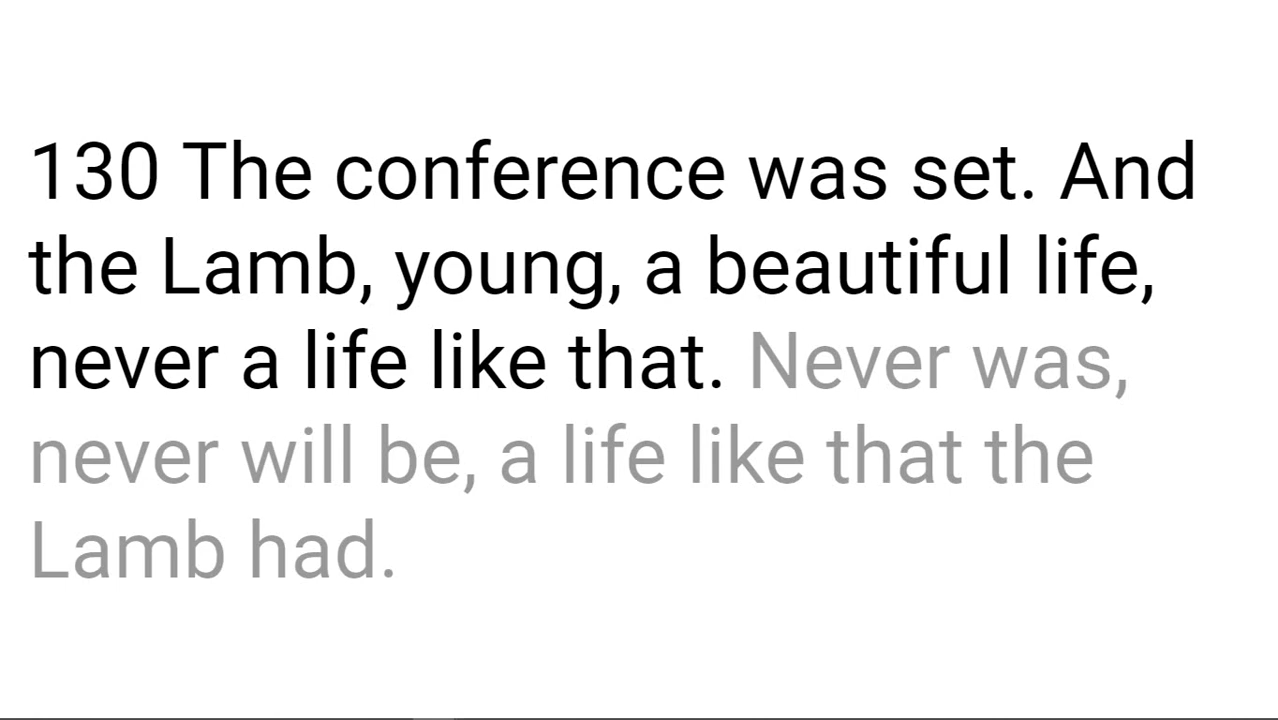 130 The conference was set. And
the Lamb, young, a beautiful life,
never a life like that. Never was,
never will be, a life like that the
Lamb had.